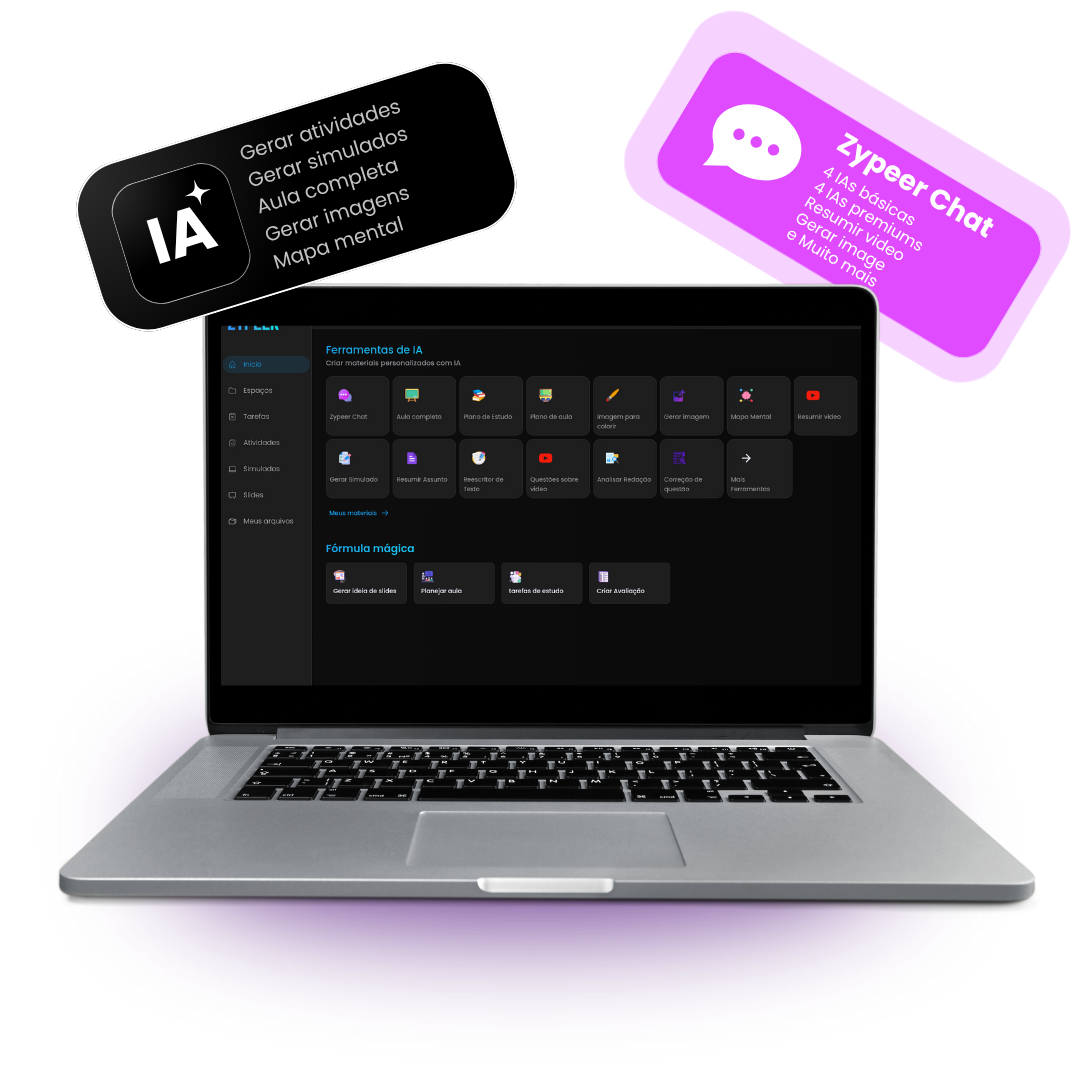 Gerar atividades
Gerar simulados
Aula completa
Gerar imagens
Mapa mental
IA
Zypeer Chat
4 IAs básicas
4 IAs premiums
Resumir video
Gerar image
e Muito mais
Início
Espaços
Tarefas
Atividades
Simulados
Slides
Meus arquivos
Ferramentas de IA
Criar materiais personalizados com IA
Zypeer Chat
Aula completa
Plano de Estudo
Plano de aula
Imagem para
colorir
Gerar imagem
Mapa Mental
Resumir vídeo
Gerar Simulado
Resumir Assunto
Reescritor de
Texto
Questões sobre
vídeo
Analisar Redação
Correção de
questão
Mais
Ferramentas
Meus materiais
Fórmula mágica
Gerar ideia de slides
Planejar aula
tarefas de estudo
Criar Avaliação